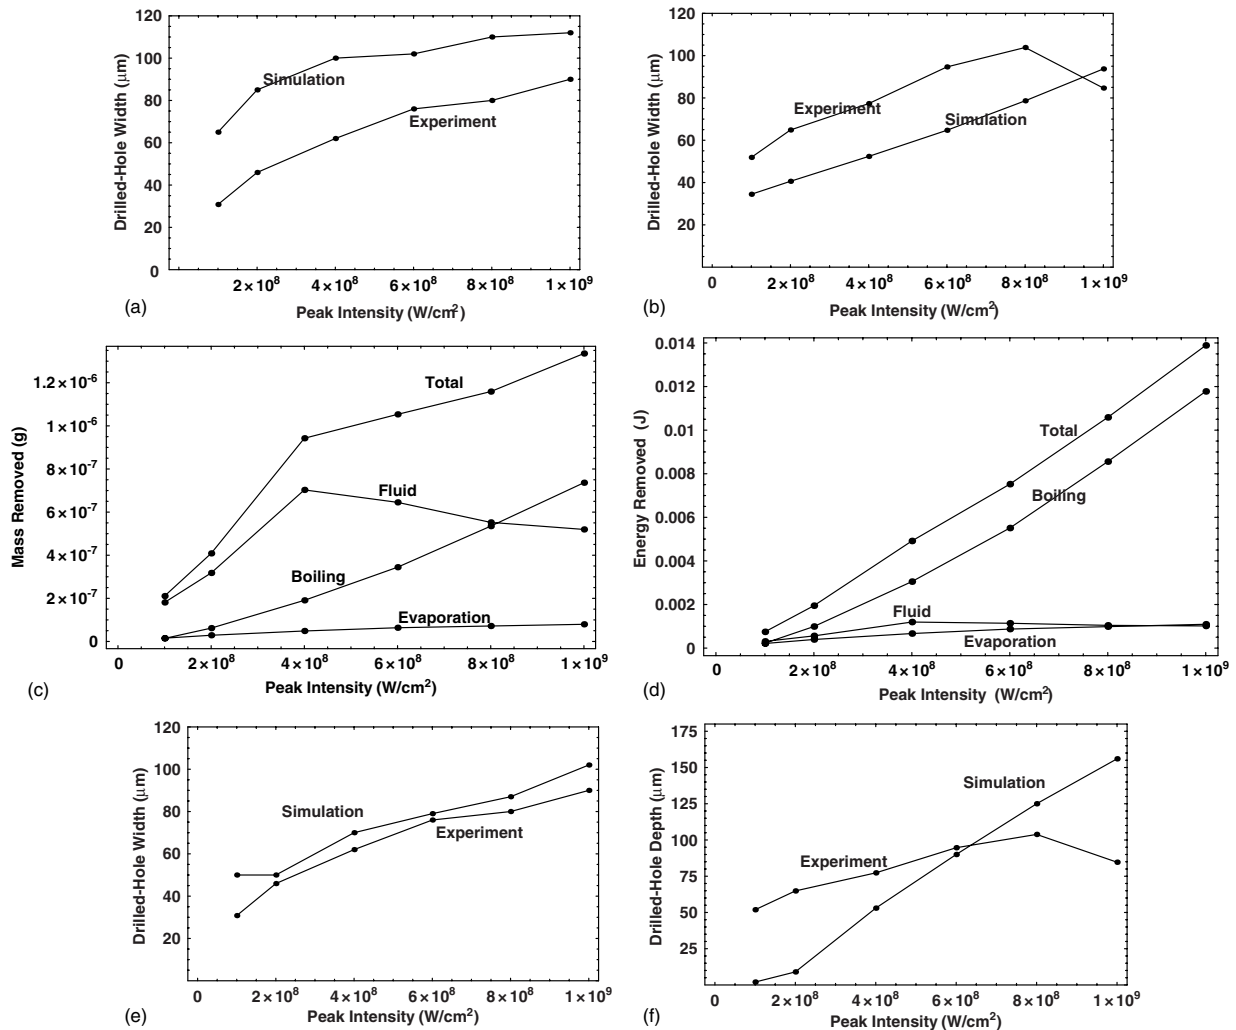 120
100
80
60
40
20
0
Drilled-Hole Width (μm)
Simulation
Experiment
2×10⁸ 4×10⁸ 6×10⁸ 8×10⁸ 1×10⁹
Peak Intensity (W/cm²)
(a)
120
100
80
60
40
20
Drilled-Hole Width (μm)
Experiment
Simulation
0 2×10⁸ 4×10⁸ 6×10⁸ 8×10⁸ 1×10⁹
Peak Intensity (W/cm²)
(b)
1.2×10⁻⁶
1×10⁻⁶
8×10⁻⁷
6×10⁻⁷
4×10⁻⁷
2×10⁻⁷
0
Mass Removed (g)
Total
Fluid
Boiling
Evaporation
0 2×10⁸ 4×10⁸ 6×10⁸ 8×10⁸ 1×10⁹
Peak Intensity (W/cm²)
(c)
0.014
0.012
0.01
0.008
0.006
0.004
0.002
0
Energy Removed (J)
Total
Boiling
Fluid
Evaporation
0 2×10⁸ 4×10⁸ 6×10⁸ 8×10⁸ 1×10⁹
Peak Intensity (W/cm²)
(d)
120
100
80
60
40
20
Drilled-Hole Width (μm)
Simulation
Experiment
0 2×10⁸ 4×10⁸ 6×10⁸ 8×10⁸ 1×10⁹
Peak Intensity (W/cm²)
(e)
175
150
125
100
75
50
25
Drilled-Hole Depth (μm)
Simulation
Experiment
0 2×10⁸ 4×10⁸ 6×10⁸ 8×10⁸ 1×10⁹
Peak Intensity (W/cm²)
(f)